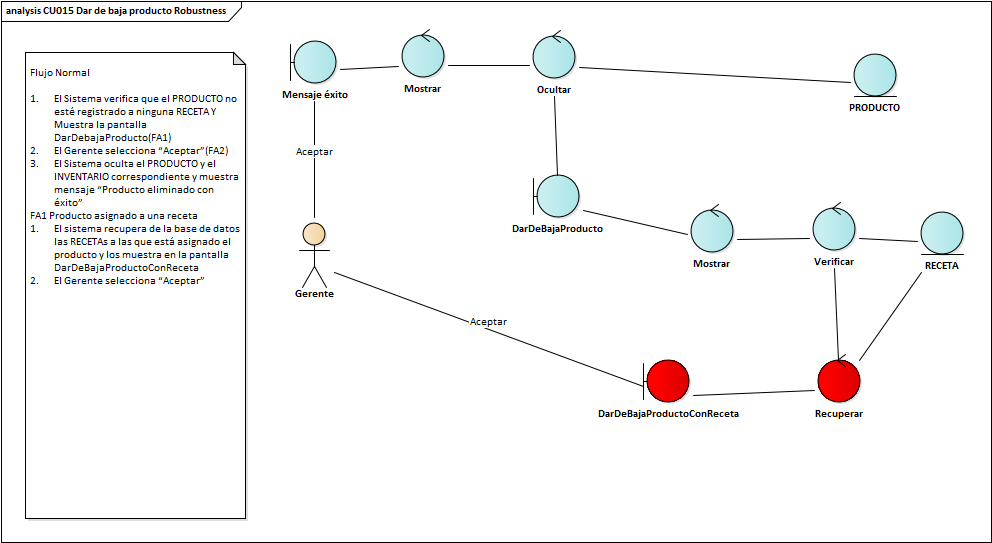 analysis CU015 Dar de baja producto Robustness
Flujo Normal
1. El Sistema verifica que el PRODUCTO no
esté registrado a ninguna RECETA Y
Muestra la pantalla
DarDebajaProducto(FA1)
2. El Gerente selecciona “Aceptar”(FA2)
3. El Sistema oculta el PRODUCTO y el
INVENTARIO correspondiente y muestra
mensaje “Producto eliminado con
éxito”
FA1 Producto asignado a una receta
1. El sistema recupera de la base de datos
las RECETAs a las que está asignado el
producto y los muestra en la pantalla
DarDeBajaProductoConReceta
2. El Gerente selecciona “Aceptar”
Mensaje éxito
Mostrar
Ocultar
PRODUCTO
Aceptar
DarDeBajaProducto
Mostrar
Verificar
RECETA
Gerente
Aceptar
DarDeBajaProductoConReceta
Recuperar